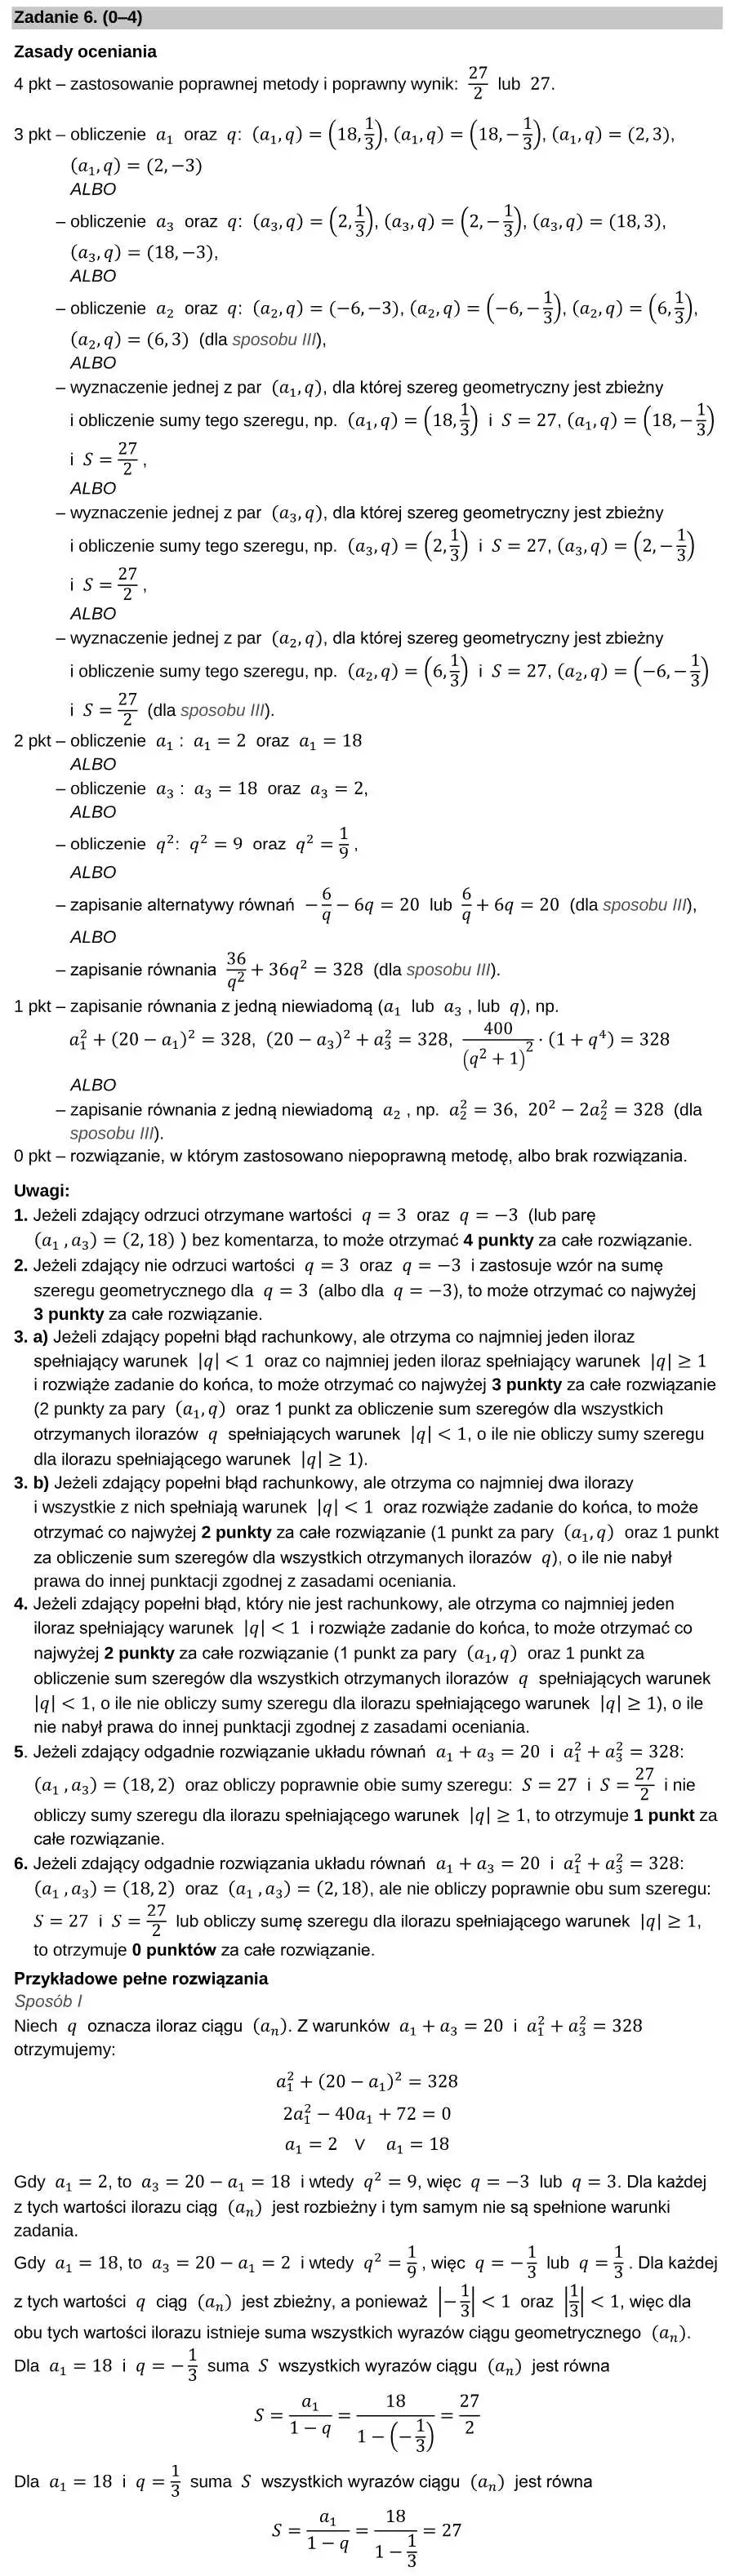 Zadanie 6. (0–4)
Zasady oceniania
4 pkt – zastosowanie poprawnej metody i poprawny wynik: 27/2 lub 27.
3 pkt – obliczenie a₁ oraz q: (a₁, q) = (18, 1/3), (a₁, q) = (18, −1/3), (a₁, q) = (2, 3),
(a₁, q) = (2, −3)
ALBO
– obliczenie a₃ oraz q: (a₃, q) = (2, 1/3), (a₃, q) = (2, −1/3), (a₃, q) = (18, 3),
(a₃, q) = (18, −3),
ALBO
– obliczenie a₂ oraz q: (a₂, q) = (−6, −3), (a₂, q) = (−6, −1/3), (a₂, q) = (6, 1/3),
(a₂, q) = (6, 3) (dla sposobu III),
ALBO
– wyznaczenie jednej z par (a₁, q), dla której szereg geometryczny jest zbieżny
i obliczenie sumy tego szeregu, np. (a₁, q) = (18, 1/3) i S = 27, (a₁, q) = (18, −1/3)
i S = 27/2 ,
ALBO
– wyznaczenie jednej z par (a₃, q), dla której szereg geometryczny jest zbieżny
i obliczenie sumy tego szeregu, np. (a₃, q) = (2, 1/3) i S = 27, (a₃, q) = (2, −1/3)
i S = 27/2 ,
ALBO
– wyznaczenie jednej z par (a₂, q), dla której szereg geometryczny jest zbieżny
i obliczenie sumy tego szeregu, np. (a₂, q) = (6, 1/3) i S = 27, (a₂, q) = (−6, −1/3)
i S = 27/2 (dla sposobu III).
2 pkt – obliczenie a₁ : a₁ = 2 oraz a₁ = 18
ALBO
– obliczenie a₃ : a₃ = 18 oraz a₃ = 2,
ALBO
– obliczenie q²: q² = 9 oraz q² = 1/9 ,
ALBO
– zapisanie alternatywy równań −6/q − 6q = 20 lub 6/q + 6q = 20 (dla sposobu III),
ALBO
– zapisanie równania 36/q² + 36q² = 328 (dla sposobu III).
1 pkt – zapisanie równania z jedną niewiadomą (a₁ lub a₃ , lub q), np.
a₁² + (20 − a₁)² = 328, (20 − a₃)² + a₃² = 328, 400/(q² + 1)² · (1 + q⁴) = 328
ALBO
– zapisanie równania z jedną niewiadomą a₂ , np. a₂² = 36, 20² − 2a₂² = 328 (dla
sposobu III).
0 pkt – rozwiązanie, w którym zastosowano niepoprawną metodę, albo brak rozwiązania.
Uwagi:
1. Jeżeli zdający odrzuci otrzymane wartości q = 3 oraz q = −3 (lub parę
(a₁ , a₃) = (2, 18) ) bez komentarza, to może otrzymać 4 punkty za całe rozwiązanie.
2. Jeżeli zdający nie odrzuci wartości q = 3 oraz q = −3 i zastosuje wzór na sumę
szeregu geometrycznego dla q = 3 (albo dla q = −3), to może otrzymać co najwyżej
3 punkty za całe rozwiązanie.
3. a) Jeżeli zdający popełni błąd rachunkowy, ale otrzyma co najmniej jeden iloraz
spełniający warunek |q| < 1 oraz co najmniej jeden iloraz spełniający warunek |q| ≥ 1
i rozwiąże zadanie do końca, to może otrzymać co najwyżej 3 punkty za całe rozwiązanie
(2 punkty za pary (a₁, q) oraz 1 punkt za obliczenie sum szeregów dla wszystkich
otrzymanych ilorazów q spełniających warunek |q| < 1, o ile nie obliczy sumy szeregu
dla ilorazu spełniającego warunek |q| ≥ 1).
3. b) Jeżeli zdający popełni błąd rachunkowy, ale otrzyma co najmniej dwa ilorazy
i wszystkie z nich spełniają warunek |q| < 1 oraz rozwiąże zadanie do końca, to może
otrzymać co najwyżej 2 punkty za całe rozwiązanie (1 punkt za pary (a₁, q) oraz 1 punkt
za obliczenie sum szeregów dla wszystkich otrzymanych ilorazów q), o ile nie nabył
prawa do innej punktacji zgodnej z zasadami oceniania.
4. Jeżeli zdający popełni błąd, który nie jest rachunkowy, ale otrzyma co najmniej jeden
iloraz spełniający warunek |q| < 1 i rozwiąże zadanie do końca, to może otrzymać co
najwyżej 2 punkty za całe rozwiązanie (1 punkt za pary (a₁, q) oraz 1 punkt za
obliczenie sum szeregów dla wszystkich otrzymanych ilorazów q spełniających warunek
|q| < 1, o ile nie obliczy sumy szeregu dla ilorazu spełniającego warunek |q| ≥ 1), o ile
nie nabył prawa do innej punktacji zgodnej z zasadami oceniania.
5. Jeżeli zdający odgadnie rozwiązanie układu równań a₁ + a₃ = 20 i a₁² + a₃² = 328:
(a₁ , a₃) = (18, 2) oraz obliczy poprawnie obie sumy szeregu: S = 27 i S = 27/2 i nie
obliczy sumy szeregu dla ilorazu spełniającego warunek |q| ≥ 1, to otrzymuje 1 punkt za
całe rozwiązanie.
6. Jeżeli zdający odgadnie rozwiązania układu równań a₁ + a₃ = 20 i a₁² + a₃² = 328:
(a₁ , a₃) = (18, 2) oraz (a₁ , a₃) = (2, 18), ale nie obliczy poprawnie obu sum szeregu:
S = 27 i S = 27/2 lub obliczy sumę szeregu dla ilorazu spełniającego warunek |q| ≥ 1,
to otrzymuje 0 punktów za całe rozwiązanie.
Przykładowe pełne rozwiązania
Sposób I
Niech q oznacza iloraz ciągu (aₙ). Z warunków a₁ + a₃ = 20 i a₁² + a₃² = 328
otrzymujemy:
a₁² + (20 − a₁)² = 328
2a₁² − 40a₁ + 72 = 0
a₁ = 2 ∨ a₁ = 18
Gdy a₁ = 2, to a₃ = 20 − a₁ = 18 i wtedy q² = 9, więc q = −3 lub q = 3. Dla każdej
z tych wartości ilorazu ciąg (aₙ) jest rozbieżny i tym samym nie są spełnione warunki
zadania.
Gdy a₁ = 18, to a₃ = 20 − a₁ = 2 i wtedy q² = 1/9 , więc q = −1/3 lub q = 1/3 . Dla każdej
z tych wartości q ciąg (aₙ) jest zbieżny, a ponieważ |−1/3| < 1 oraz |1/3| < 1, więc dla
obu tych wartości ilorazu istnieje suma wszystkich wyrazów ciągu geometrycznego (aₙ).
Dla a₁ = 18 i q = −1/3 suma S wszystkich wyrazów ciągu (aₙ) jest równa
S = a₁/(1 − q) = 18/(1 − (−1/3)) = 27/2
Dla a₁ = 18 i q = 1/3 suma S wszystkich wyrazów ciągu (aₙ) jest równa
S = a₁/(1 − q) = 18/(1 − 1/3) = 27